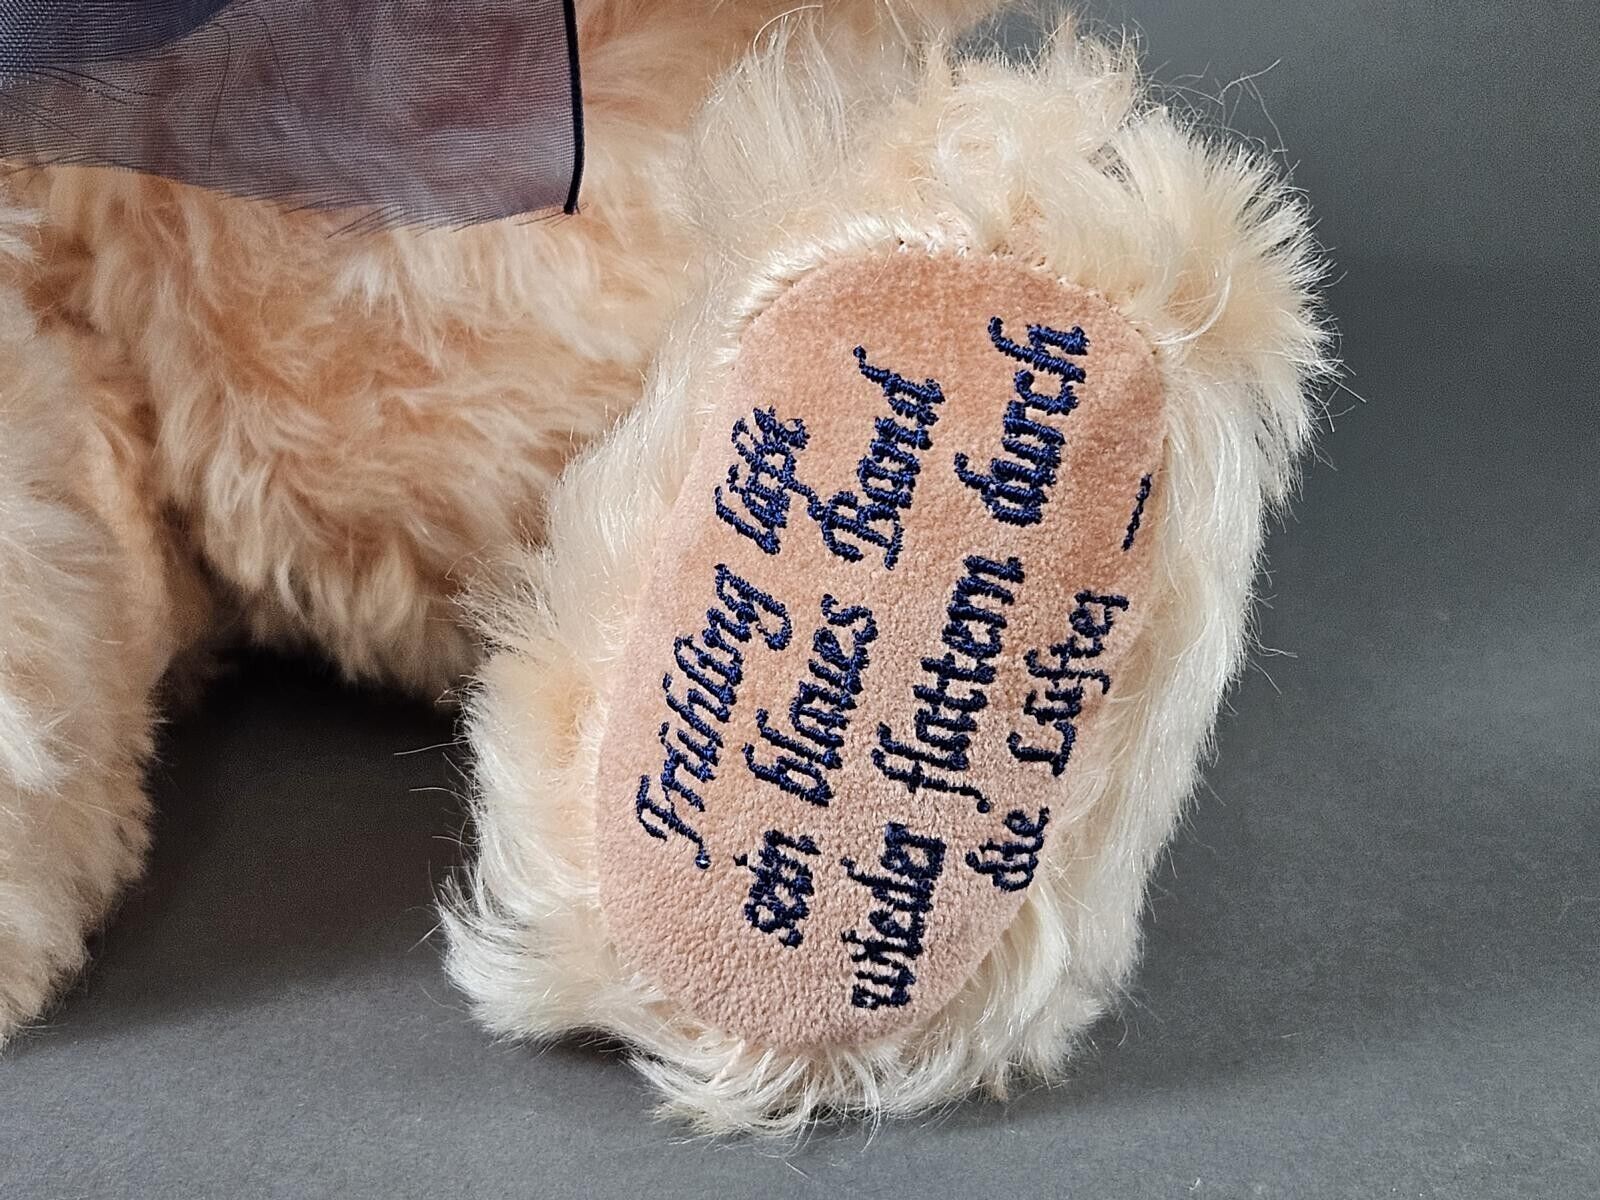 Frühling läßt
sein blaues Band
wieder flattern durch
die Lüfte; –